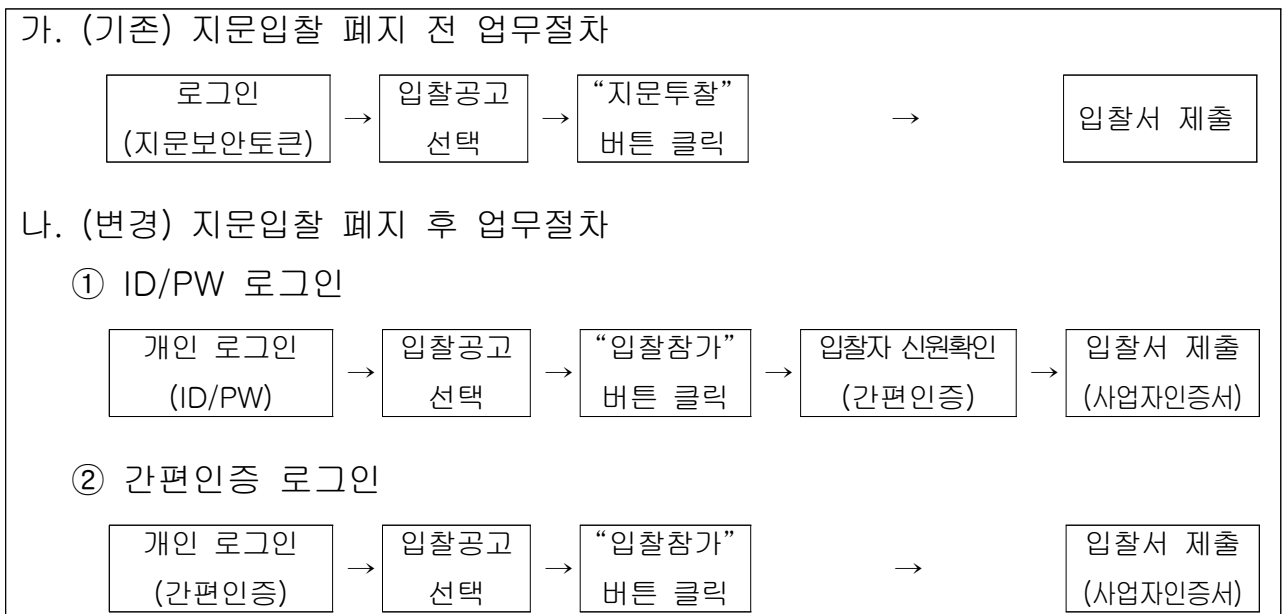 가. (기존) 지문입찰 폐지 전 업무절차
로그인 입찰공고 “지문투찰”
→ → → 입찰서 제출
(지문보안토큰) 선택 버튼 클릭
나. (변경) 지문입찰 폐지 후 업무절차
① ID/PW 로그인
개인 로그인 입찰공고 “입찰참가” 입찰자 신원확인 입찰서 제출
→ → → →
(ID/PW) 선택 버튼 클릭 (간편인증) (사업자인증서)
② 간편인증 로그인
개인 로그인 입찰공고 “입찰참가” 입찰서 제출
→ → →
(간편인증) 선택 버튼 클릭 (사업자인증서)